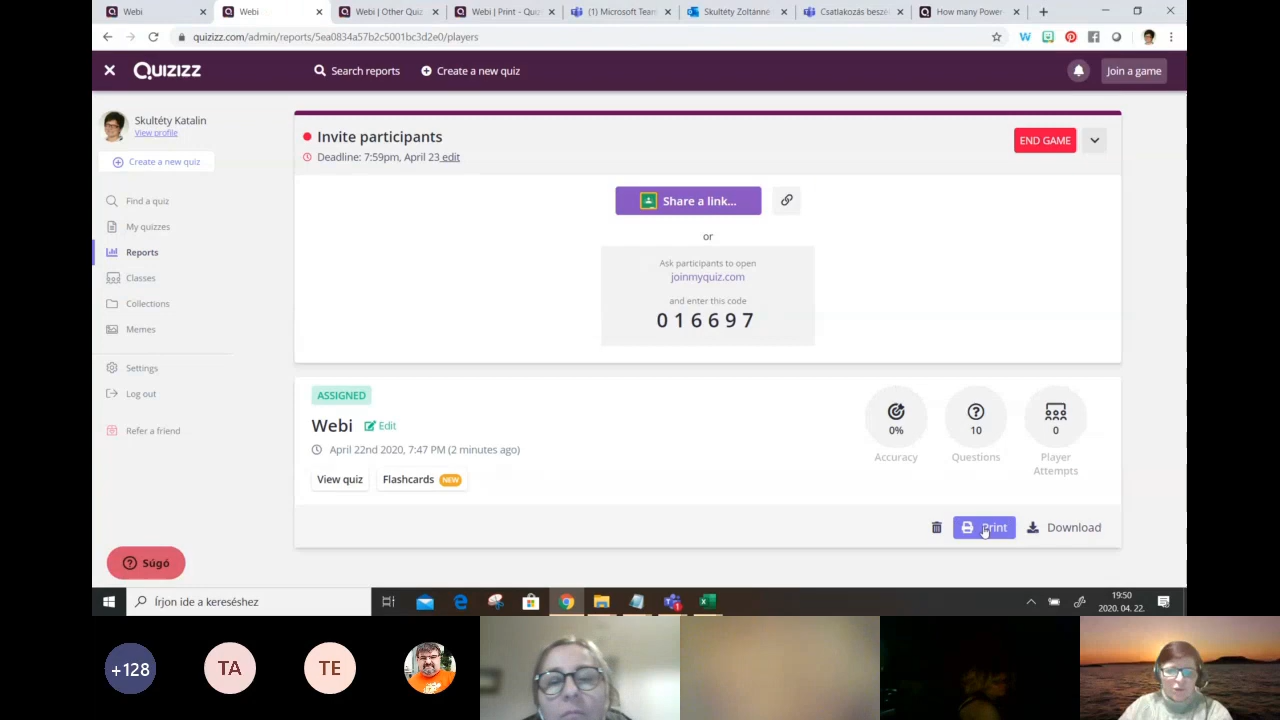 Webi
Webi
Webi | Other Quiz
Webi | Print - Quiz
(1) Microsoft Team
Skultéty Zoltanné
Csatlakozás beszé
How many Power
quizizz.com/admin/reports/5ea0834a57b2c5001bc3d2e0/players
QUIZIZZ
Search reports
Create a new quiz
Join a game
Skultéty Katalin
View profile
Create a new quiz
Find a quiz
My quizzes
Reports
Classes
Collections
Memes
Settings
Log out
Refer a friend
Súgó
Invite participants
Deadline: 7:59pm, April 23 edit
END GAME
Share a link...
or
Ask participants to open
joinmyquiz.com
and enter this code
016697
ASSIGNED
Webi Edit
April 22nd 2020, 7:47 PM (2 minutes ago)
View quiz
Flashcards NEW
0%
Accuracy
10
Questions
0
Player
Attempts
Print
Download
Írjon ide a kereséshez
19:50
2020. 04. 22.
+128
TA
TE